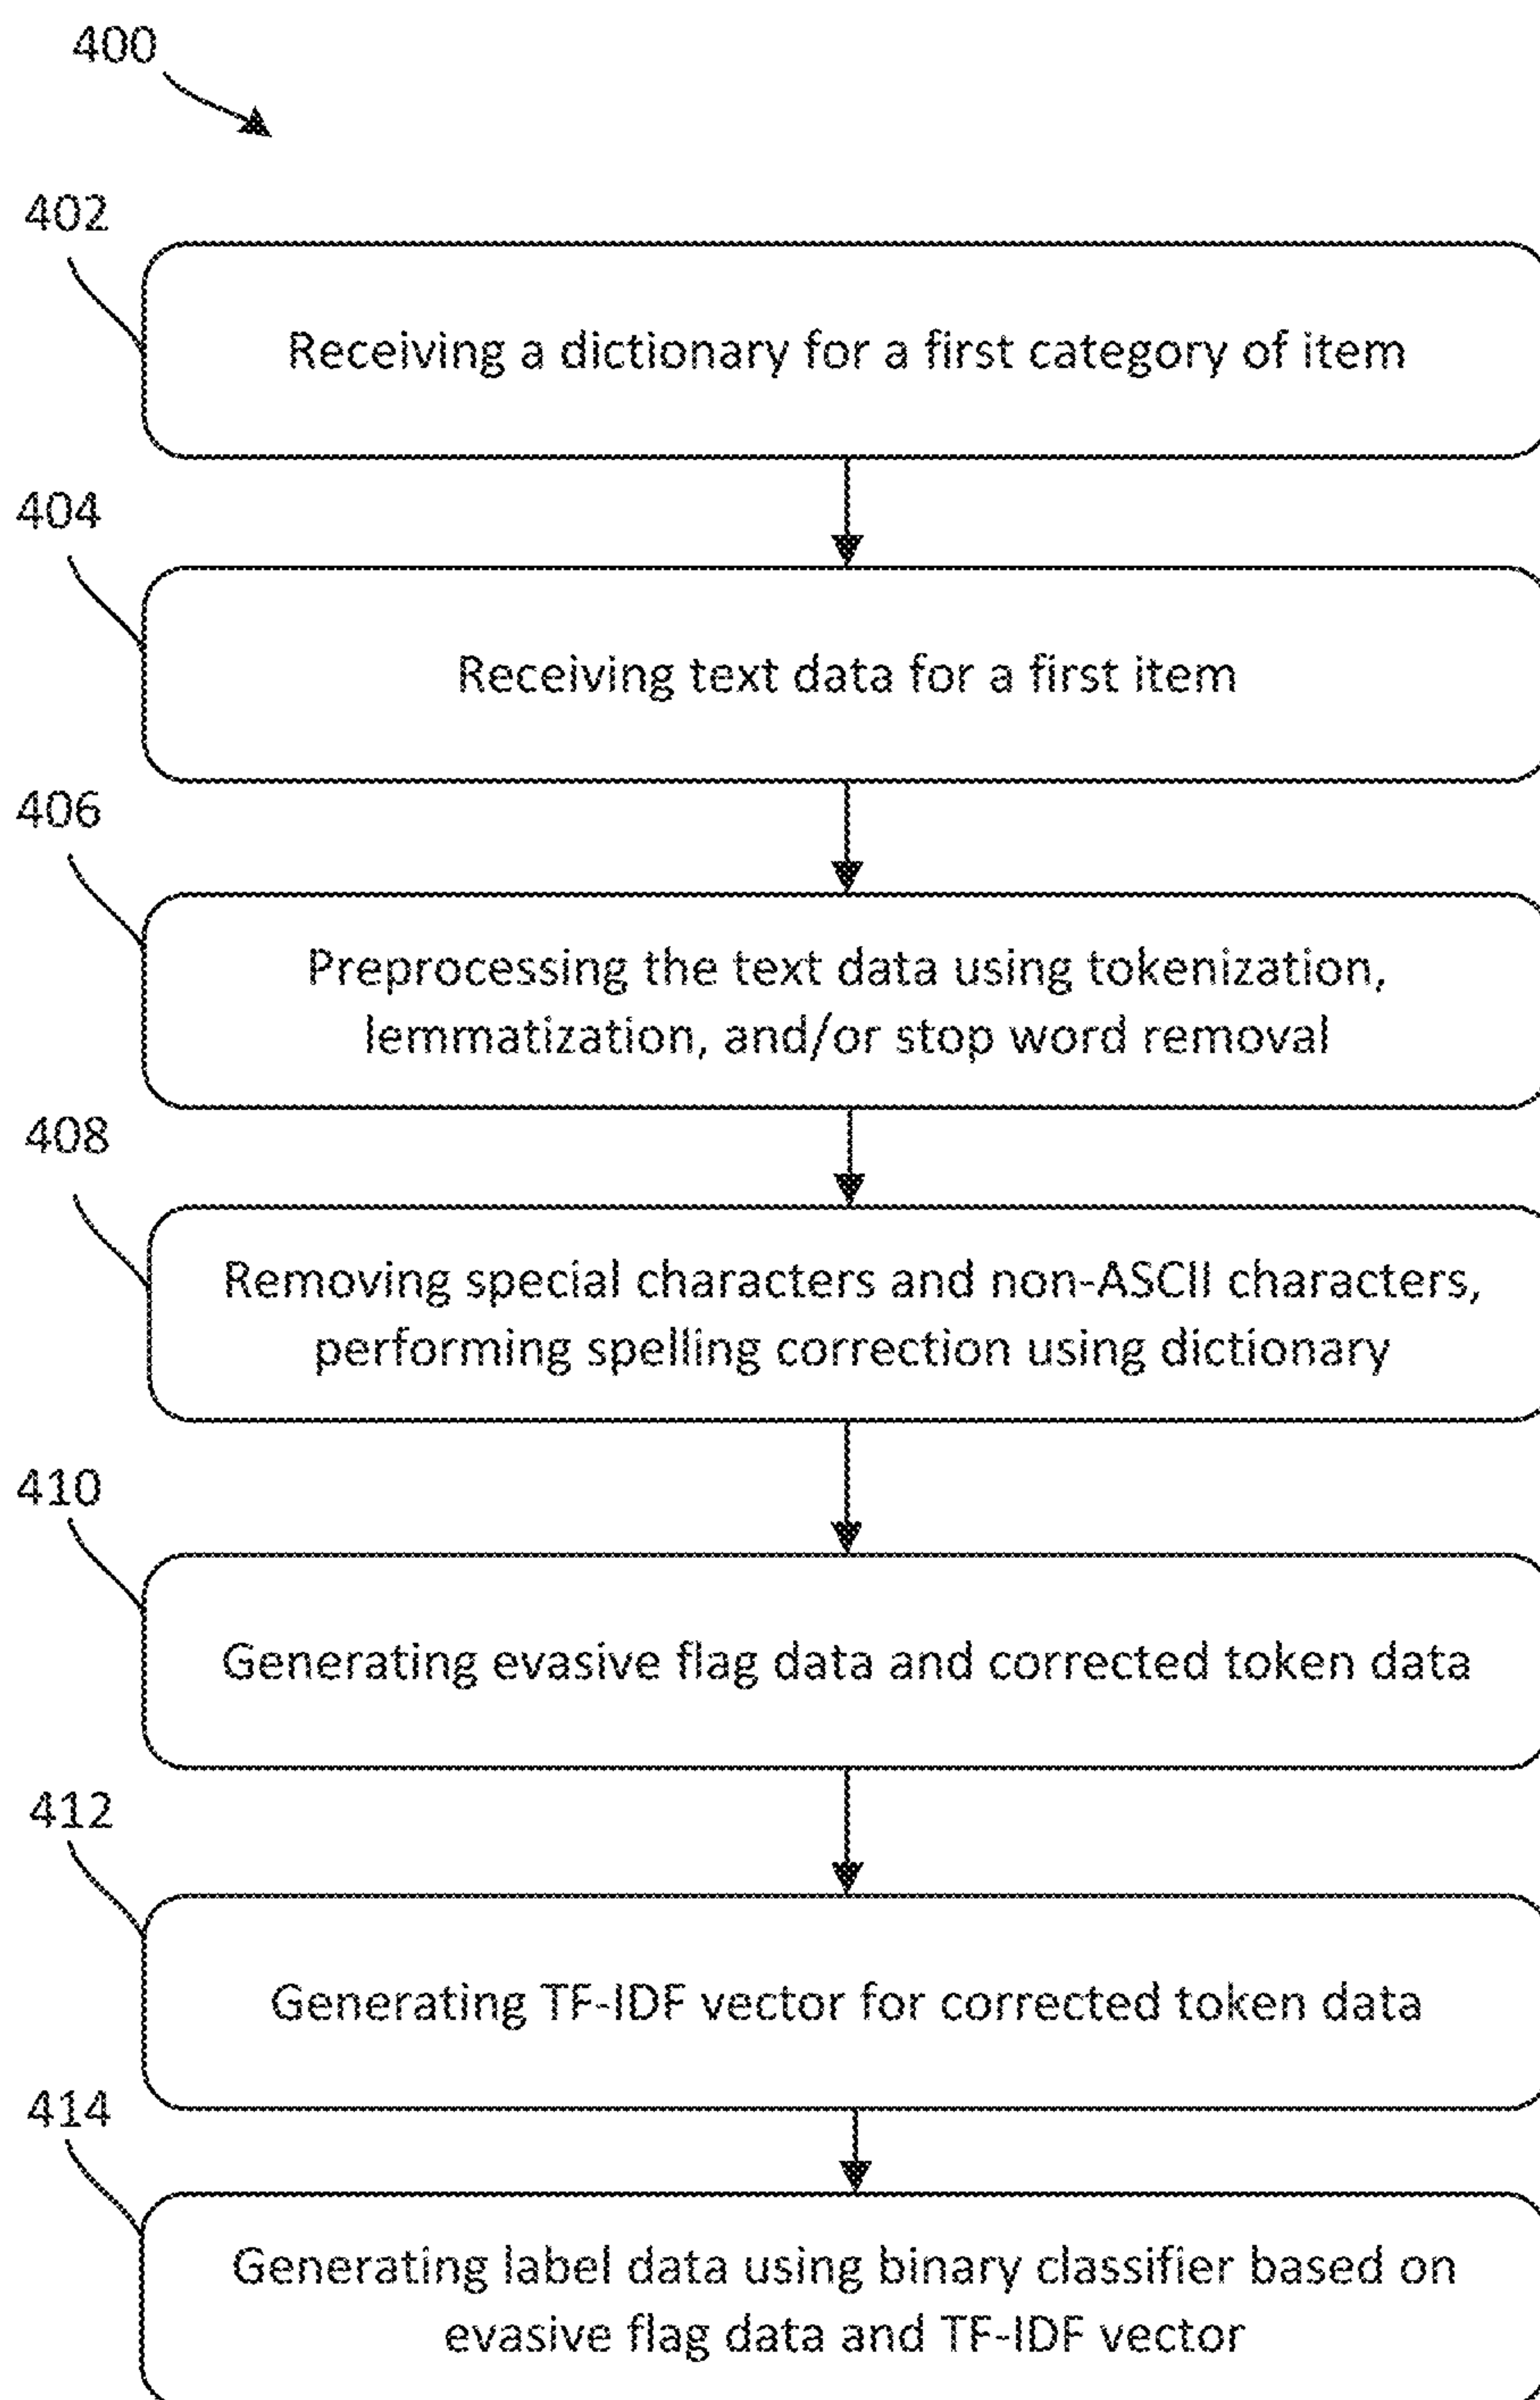 400
402
Receiving a dictionary for a first category of item
404
Receiving text data for a first item
406
Preprocessing the text data using tokenization,
lemmatization, and/or stop word removal
408
Removing special characters and non-ASCII characters,
performing spelling correction using dictionary
410
Generating evasive flag data and corrected token data
412
Generating TF-IDF vector for corrected token data
414
Generating label data using binary classifier based on
evasive flag data and TF-IDF vector